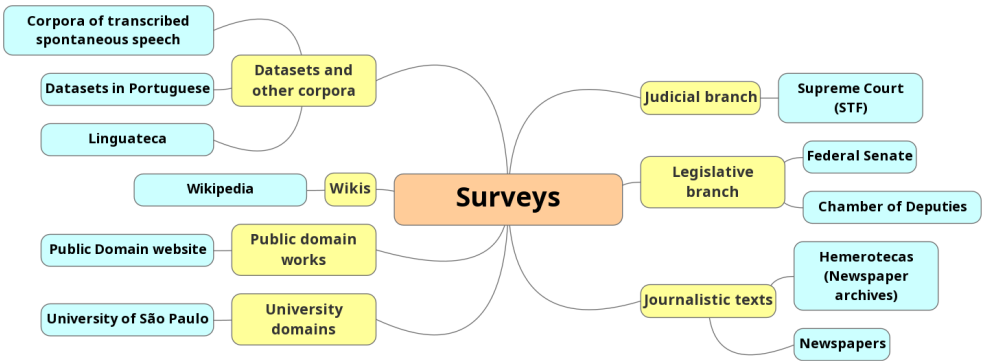 Corpora of transcribed
spontaneous speech
Datasets in Portuguese
Linguateca
Datasets and
other corpora
Wikipedia
Wikis
Public Domain website
Public domain
works
University of São Paulo
University
domains
Surveys
Judicial branch
Supreme Court
(STF)
Legislative
branch
Federal Senate
Chamber of Deputies
Journalistic texts
Hemerotecas
(Newspaper
archives)
Newspapers